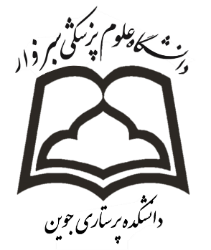 دانشگاه علوم پزشکی سبزوار
دانشکده پرستاری جوین